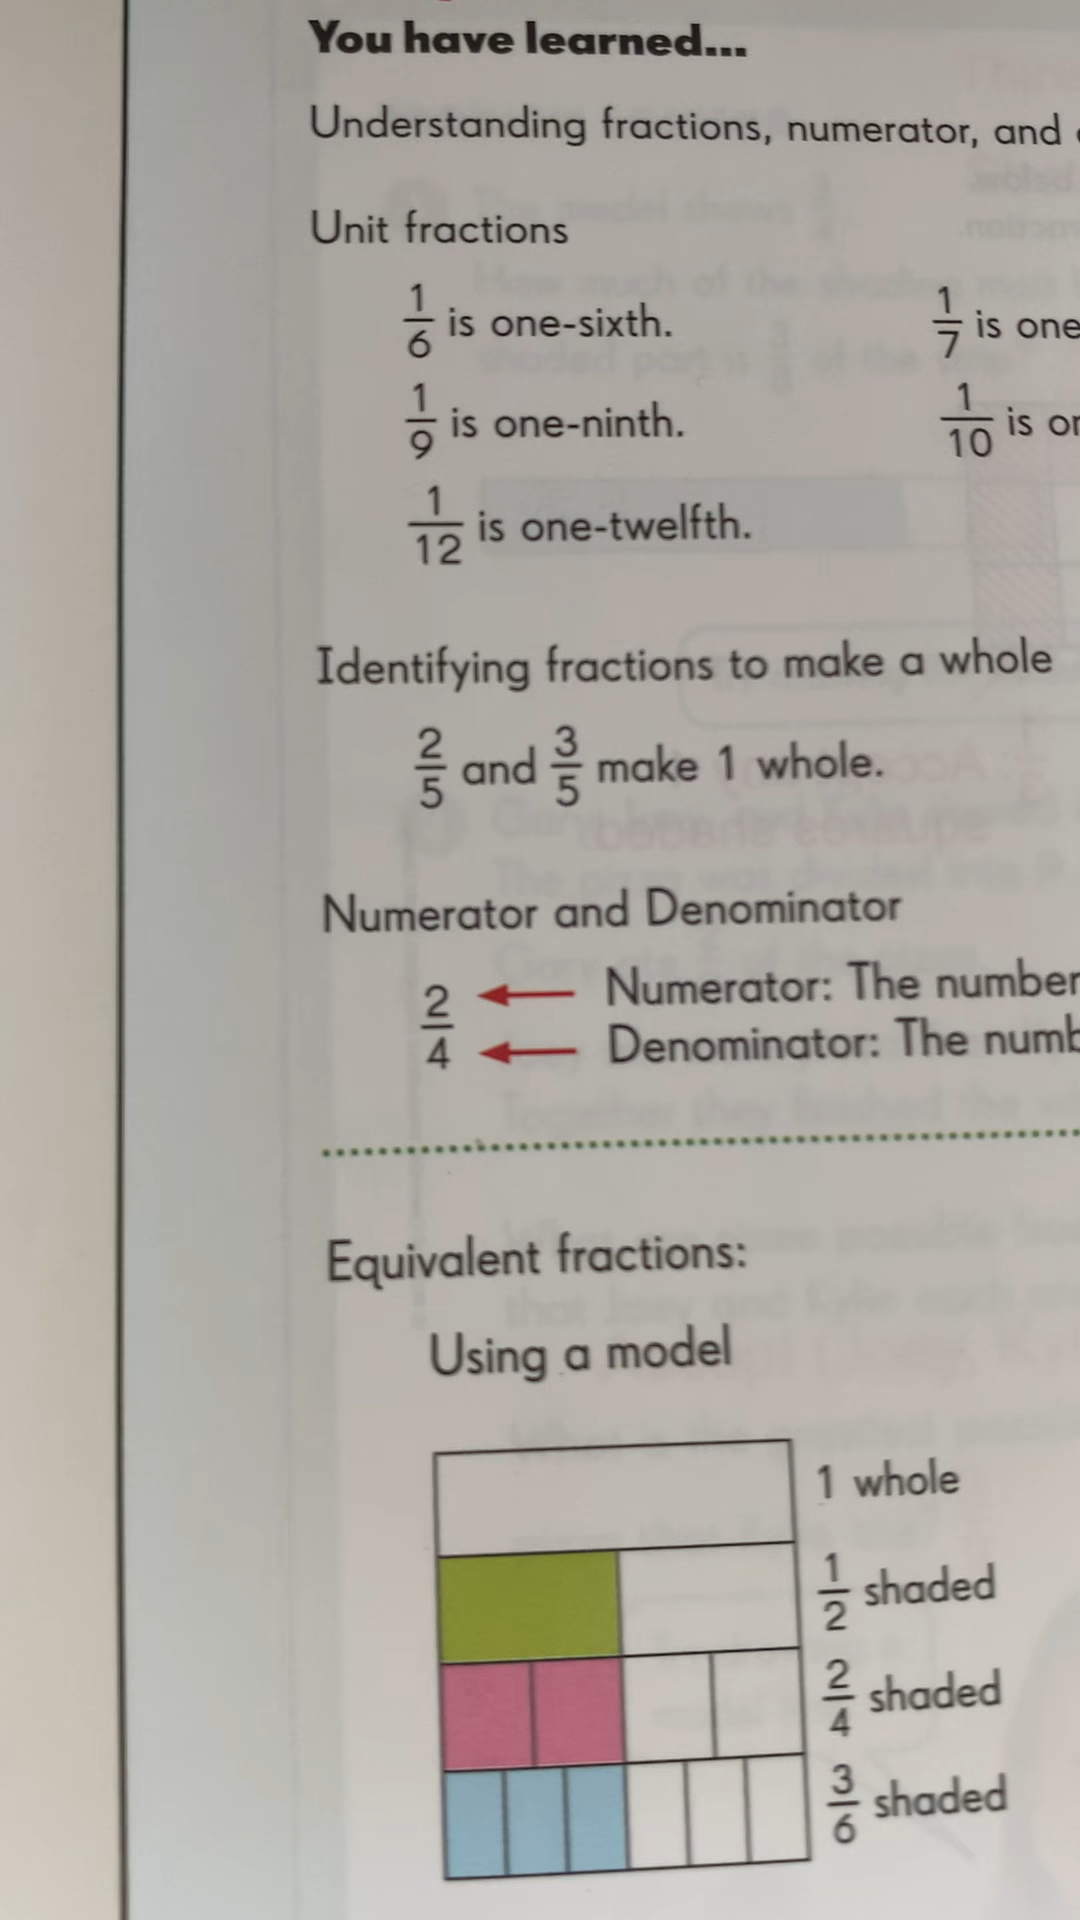 You have learned...
Understanding fractions, numerator, and
Unit fractions
1/6 is one-sixth. 1/7 is one
1/9 is one-ninth. 1/10 is
1/12 is one-twelfth.
Identifying fractions to make a whole
2/5 and 3/5 make 1 whole.
Numerator and Denominator
2/4 Numerator: The number
Denominator: The
Equivalent fractions:
Using a model
1 whole
1/2 shaded
2/4 shaded
3/6 shaded